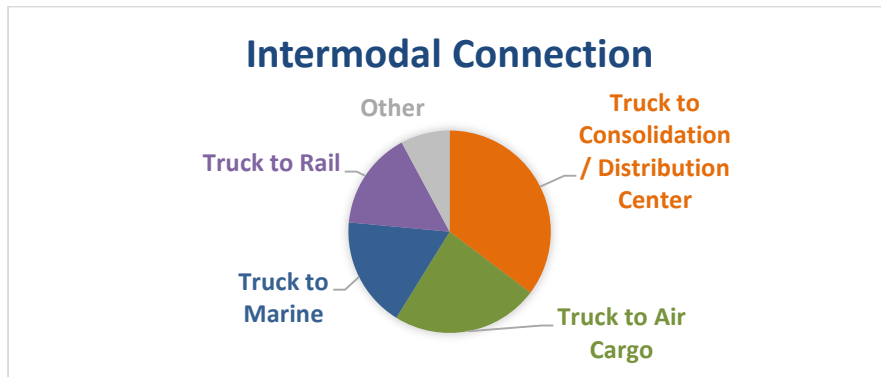 Intermodal Connection
Other
Truck to
Consolidation
/ Distribution
Center
Truck to Rail
Truck to
Marine
Truck to Air
Cargo